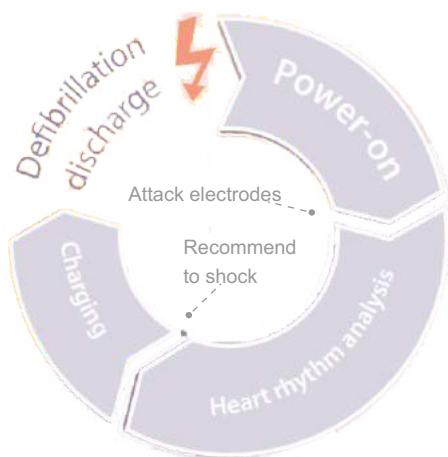 Defibrillation
discharge
Power-on
Attack electrodes
Recommend
to shock
Charging
Heart rhythm analysis